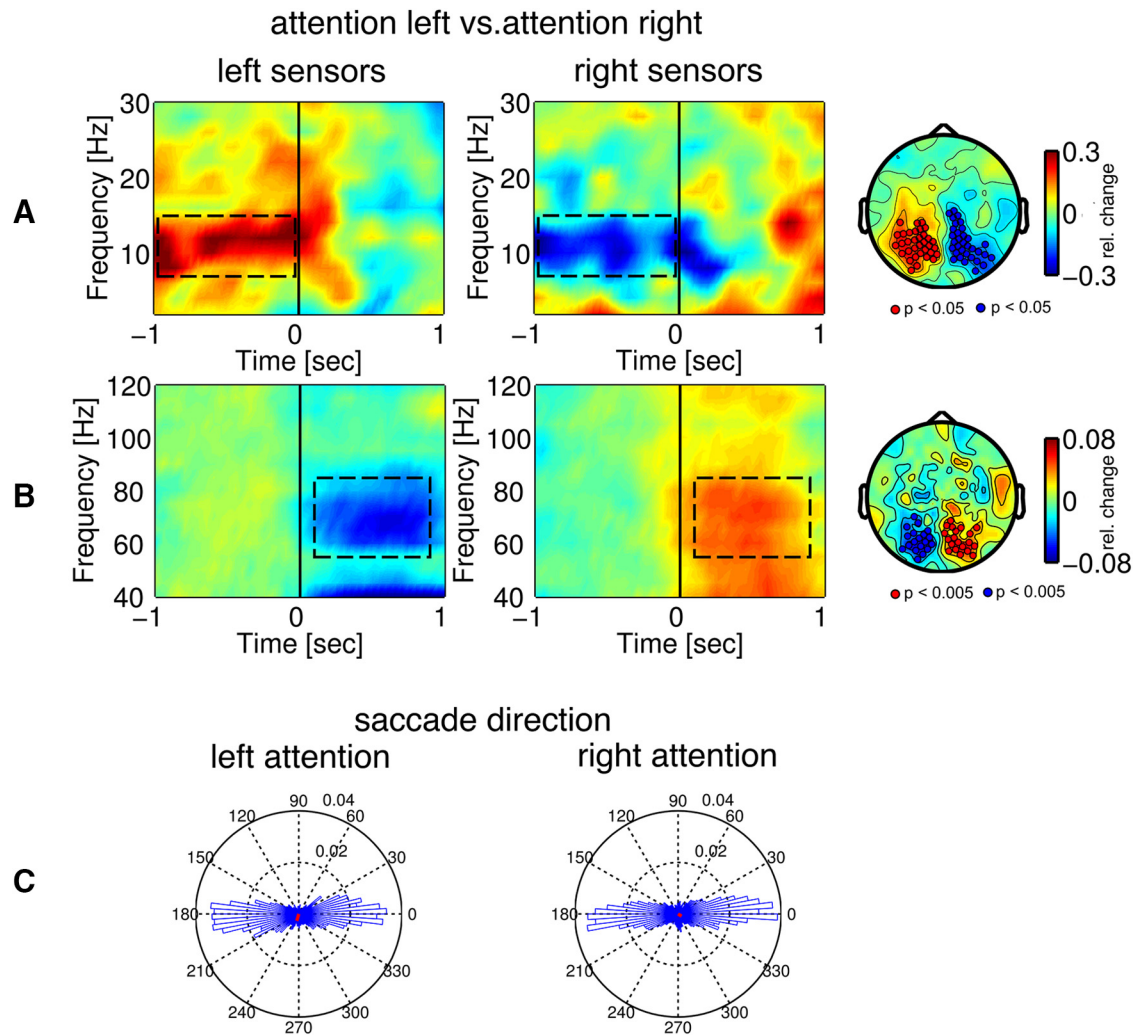 attention left vs.attention right
left sensors
right sensors
A
Frequency [Hz]
30
20
10
−1
0
1
Time [sec]
Frequency [Hz]
30
20
10
−1
0
1
Time [sec]
0.3
0
−0.3
rel. change
p < 0.05
p < 0.05
B
Frequency [Hz]
120
100
80
60
40
−1
0
1
Time [sec]
Frequency [Hz]
120
100
80
60
40
−1
0
1
Time [sec]
0.08
0
−0.08
rel. change
p < 0.005
p < 0.005
saccade direction
left attention
right attention
C
90
0.04
120
60
0.02
150
30
180
0
210
330
240
300
270
90
0.04
120
60
0.02
150
30
180
0
210
330
240
300
270